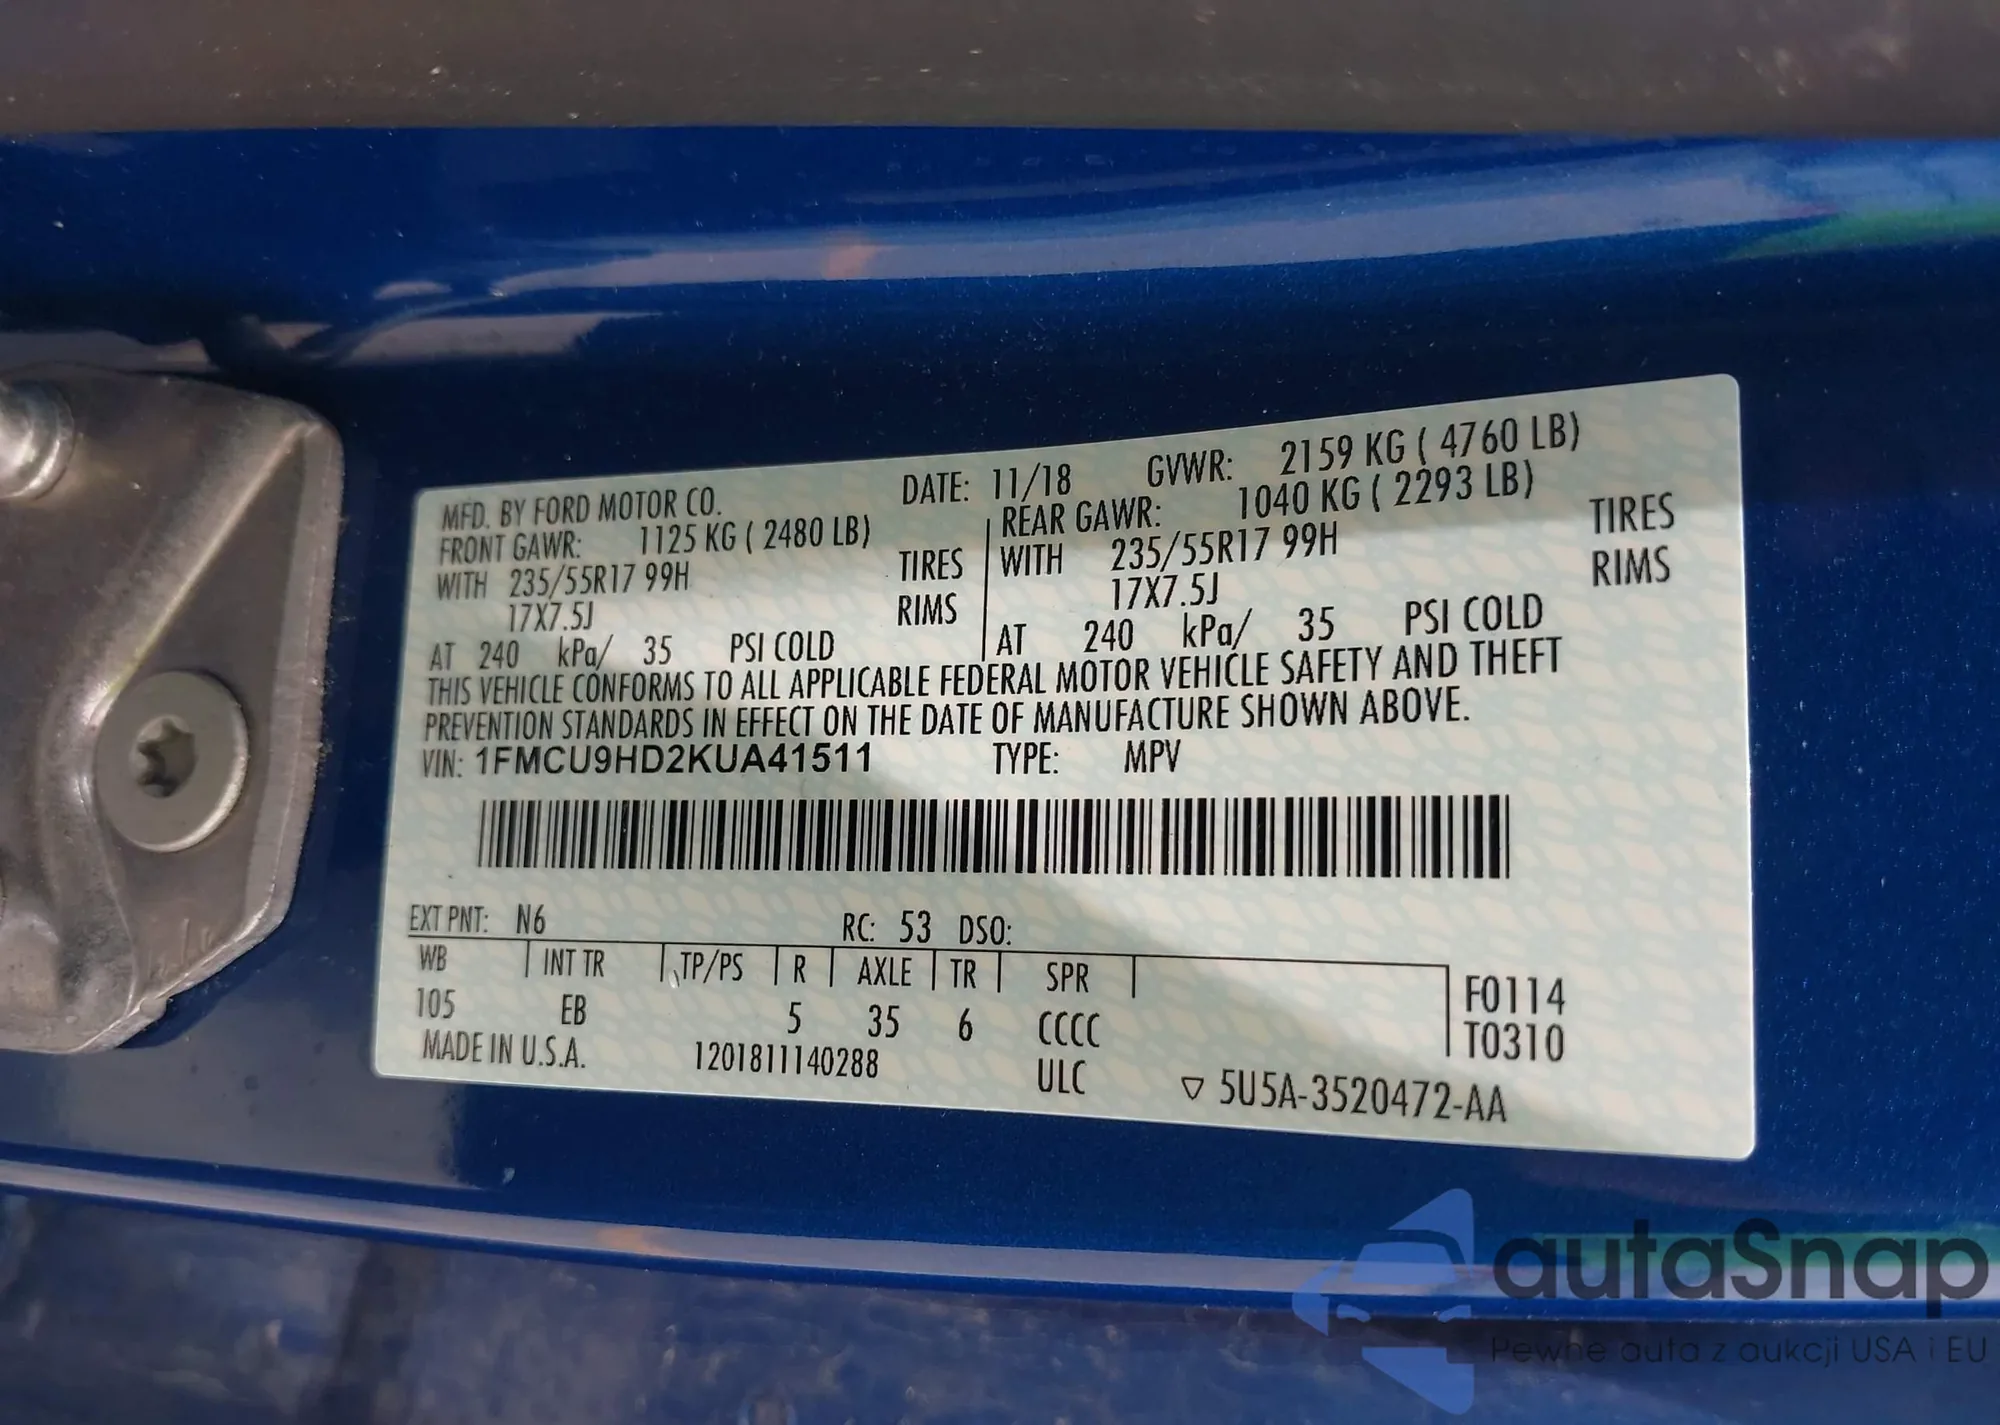 MFD. BY FORD MOTOR CO. DATE: 11/18 GVWR: 2159 KG ( 4760 LB)
FRONT GAWR: 1125 KG ( 2480 LB) REAR GAWR: 1040 KG ( 2293 LB)
WITH 235/55R17 99H TIRES WITH 235/55R17 99H TIRES
17X7.5J RIMS 17X7.5J RIMS
AT 240 kPa/ 35 PSI COLD AT 240 kPa/ 35 PSI COLD
THIS VEHICLE CONFORMS TO ALL APPLICABLE FEDERAL MOTOR VEHICLE SAFETY AND THEFT
PREVENTION STANDARDS IN EFFECT ON THE DATE OF MANUFACTURE SHOWN ABOVE.
VIN: 1FMCU9HD2KUA41511 TYPE: MPV
EXT PNT: N6 RC: 53 DSO:
WB INT TR TP/PS R AXLE TR SPR F0114
105 EB 5 35 6 CCCC T0310
MADE IN U.S.A. 1201811140288 ULC ▽ 5U5A-3520472-AA
autaSnap
Pewne auta z aukcji USA i EU